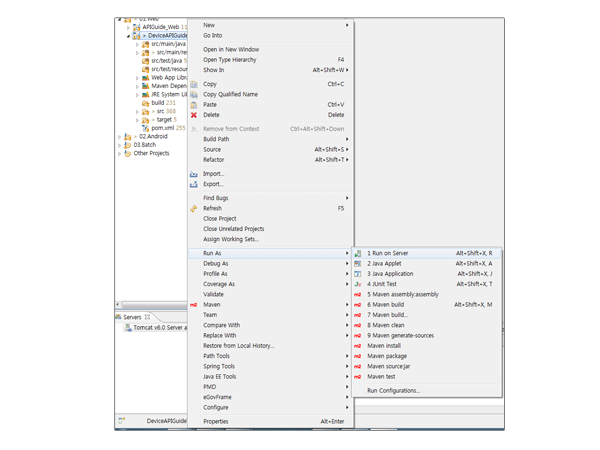 01.Web
APIGuide_Web 11
> DeviceAPIGuide
src/main/java
> src/main/re
src/test/java 5
src/test/resour
Web App Libr
Maven Depen
JRE System Li
build 231
> src 368
> target 5
pom.xml 255
> 02.Android
03.Batch
Other Projects
Servers
Tomcat v6.0 Server a
DeviceAPIGuide
New
Go Into
Open in New Window
Open Type Hierarchy F4
Show In Alt+Shift+W
Copy Ctrl+C
Copy Qualified Name
Paste Ctrl+V
Delete Delete
Remove from Context Ctrl+Alt+Shift+Down
Build Path
Source Alt+Shift+S
Refactor Alt+Shift+T
Import...
Export...
Find Bugs
Refresh F5
Close Project
Close Unrelated Projects
Assign Working Sets...
Run As
Debug As
Profile As
Coverage As
Validate
Maven
Team
Compare With
Replace With
Restore from Local History...
Path Tools
Spring Tools
Java EE Tools
PMD
eGovFrame
Configure
Properties Alt+Enter
1 Run on Server Alt+Shift+X, R
2 Java Applet Alt+Shift+X, A
3 Java Application Alt+Shift+X, J
4 JUnit Test Alt+Shift+X, T
5 Maven assembly:assembly
6 Maven build Alt+Shift+X, M
7 Maven build...
8 Maven clean
9 Maven generate-sources
Maven install
Maven package
Maven source:jar
Maven test
Run Configurations...